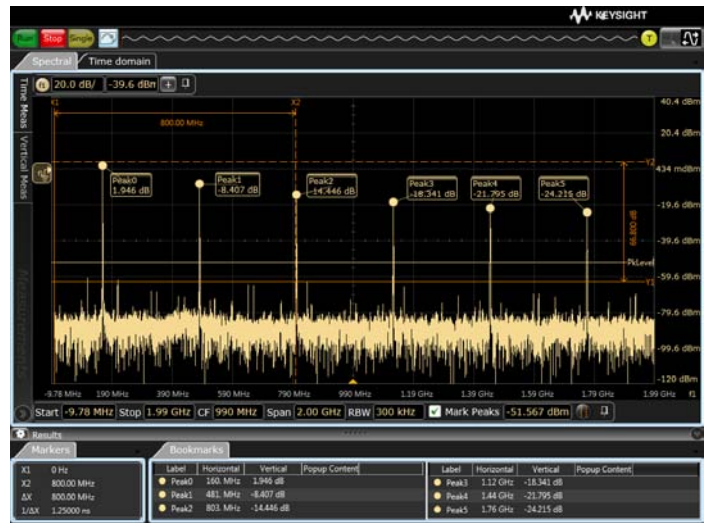 KEYSIGHT
Run Stop Single T
Spectral Time domain
Time Meas Vertical Meas Measurements
f1 20.0 dB/ -39.6 dBm +
X1 X2 40.4 dBm
800.00 MHz
20.4 dBm
Y2
434 mdBm
Peak0
1.946 dB
Peak1
-8.407 dB
Peak2
-14.446 dB
Peak3
-18.341 dB
Peak4
-21.795 dB
Peak5
-24.215 dB
-19.6 dBm
66.800 dB
-39.6 dBm
PkLevel
-59.6 dBm
Y1
-79.6 dBm
-99.6 dBm
-120 dBm
-9.78 MHz 190 MHz 390 MHz 590 MHz 790 MHz 990 MHz 1.19 GHz 1.39 GHz 1.59 GHz 1.79 GHz 1.99 GHz f1
Start -9.78 MHz Stop 1.99 GHz CF 990 MHz Span 2.00 GHz RBW 300 kHz Mark Peaks -51.567 dBm
Results
Markers Bookmarks
X1 0 Hz
X2 800.00 MHz
ΔX 800.00 MHz
1/ΔX 1.25000 ns
Label Horizontal Vertical Popup Content
Peak0 160. MHz 1.946 dB
Peak1 481. MHz -8.407 dB
Peak2 803. MHz -14.446 dB
Label Horizontal Vertical Popup Content
Peak3 1.12 GHz -18.341 dB
Peak4 1.44 GHz -21.795 dB
Peak5 1.76 GHz -24.215 dB